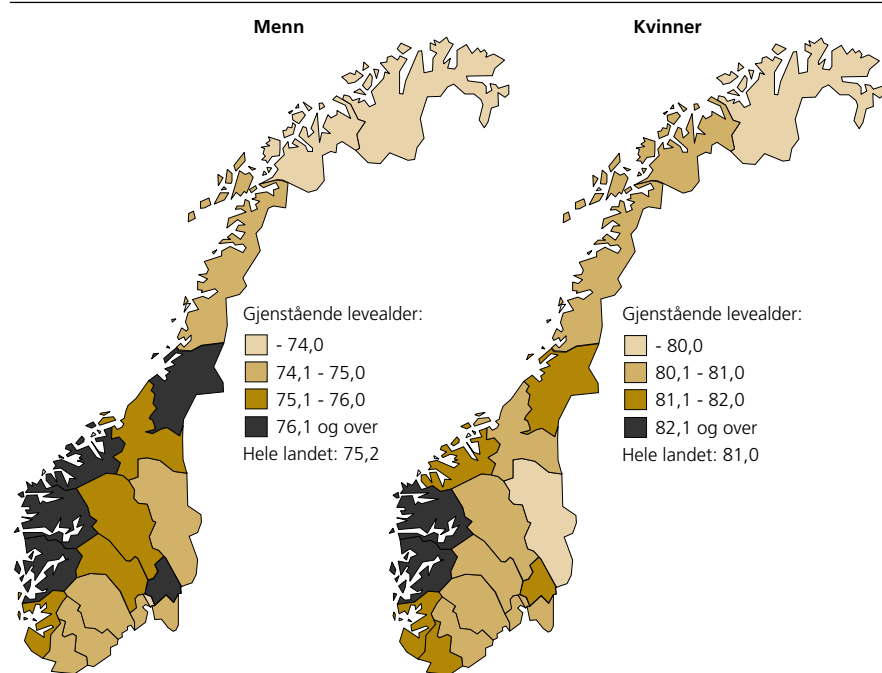 Menn
Kvinner
Gjenstående levealder:
- 74,0
74,1 - 75,0
75,1 - 76,0
76,1 og over
Hele landet: 75,2
Gjenstående levealder:
- 80,0
80,1 - 81,0
81,1 - 82,0
82,1 og over
Hele landet: 81,0